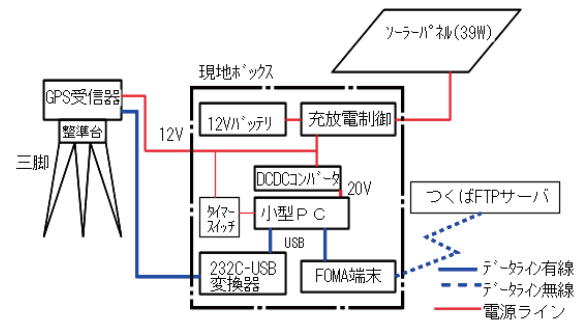 ソーラーパネル(39W)
現地ボックス
GPS受信器
整準台
三脚
12Vバッテリ
充放電制御
12V
DCDCコンバータ
20V
タイマー
スイッチ
小型PC
つくばFTPサーバ
USB
232C-USB
変換器
FOMA端末
データライン有線
データライン無線
電源ライン